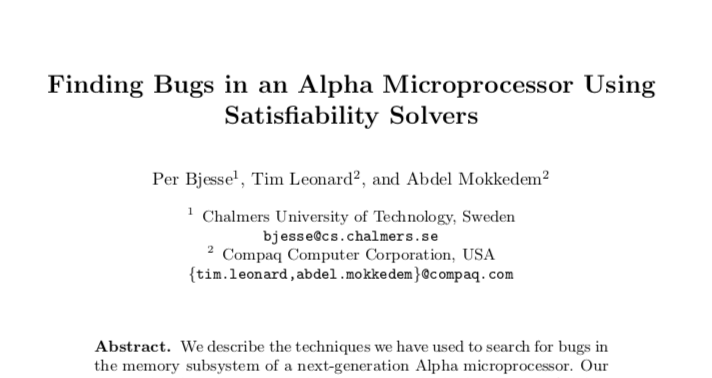 Finding Bugs in an Alpha Microprocessor Using
Satisfiability Solvers
Per Bjesse¹, Tim Leonard², and Abdel Mokkedem²
¹ Chalmers University of Technology, Sweden
bjesse@cs.chalmers.se
² Compaq Computer Corporation, USA
{tim.leonard,abdel.mokkedem}@compaq.com
Abstract. We describe the techniques we have used to search for bugs in
the memory subsystem of a next-generation Alpha microprocessor. Our